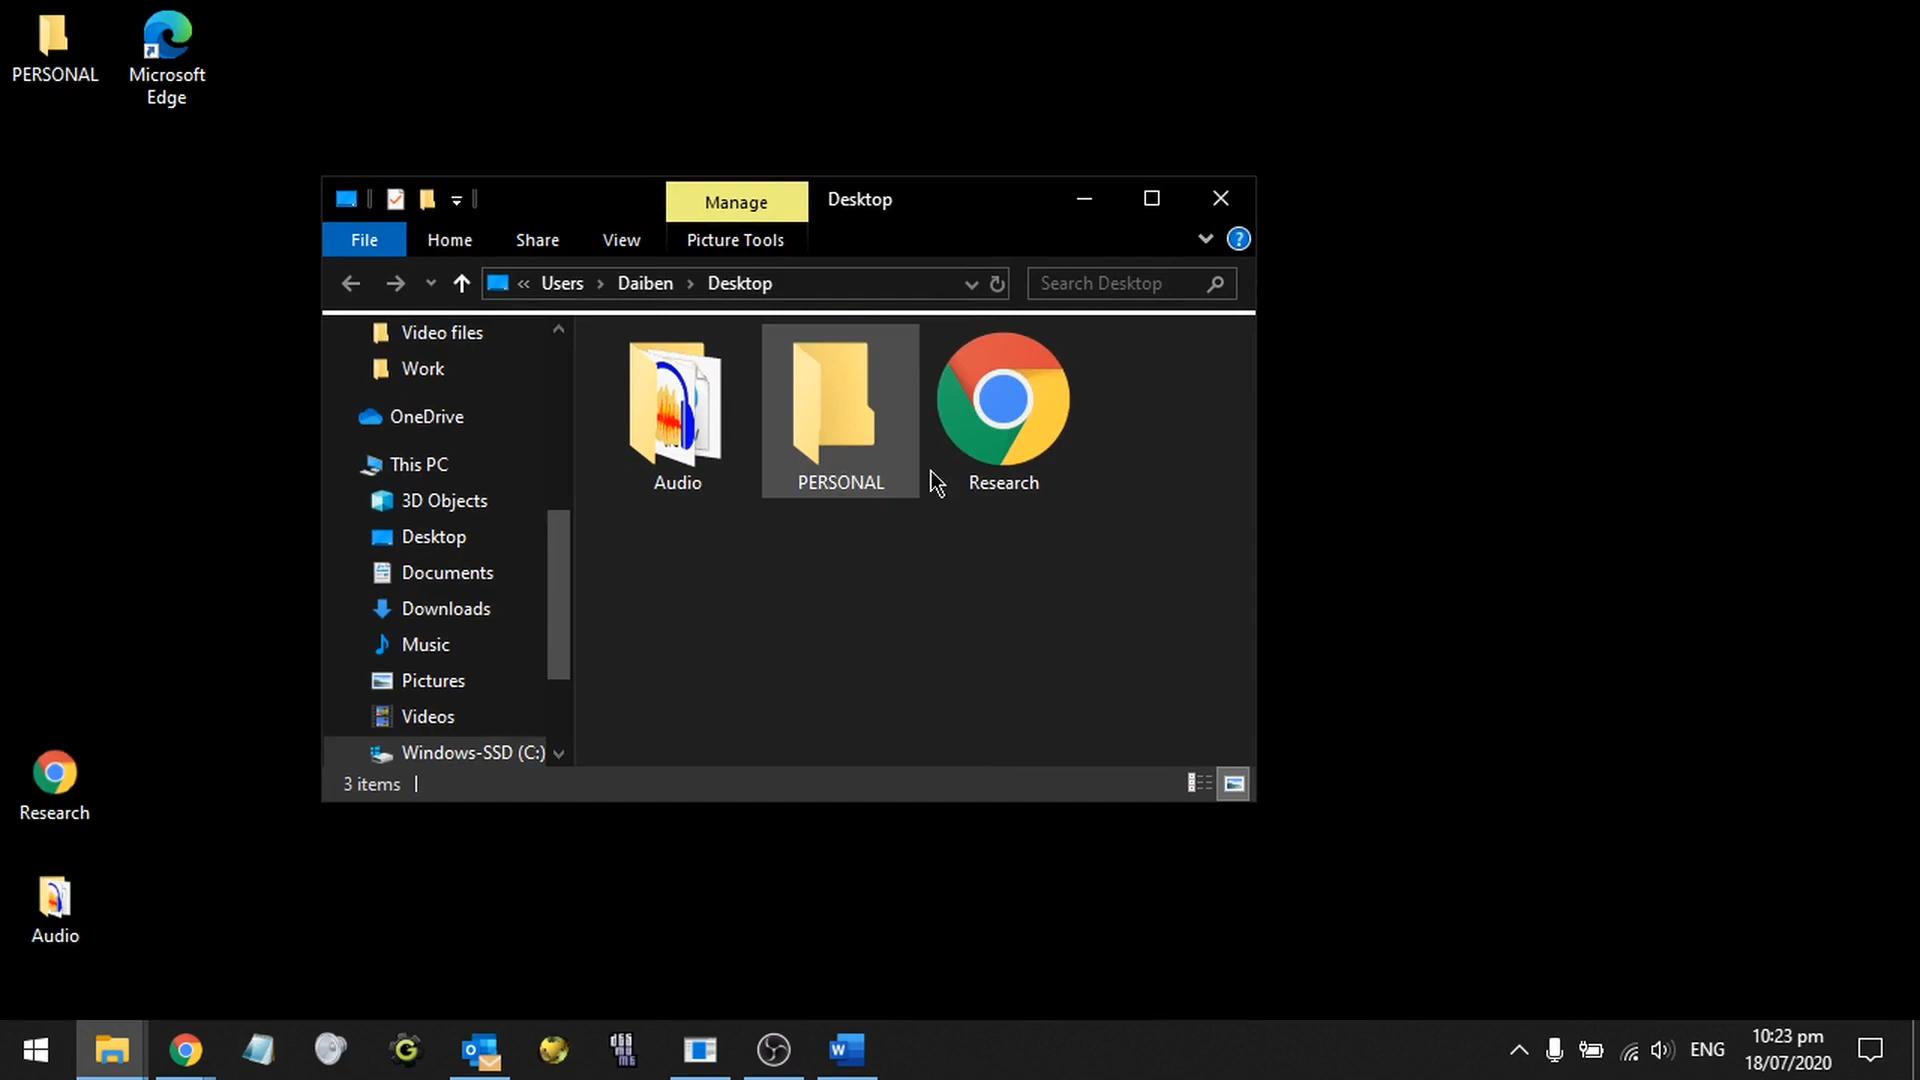 PERSONAL
Microsoft
Edge
Manage
Desktop
File
Home
Share
View
Picture Tools
?
« Users > Daiben > Desktop
Search Desktop
Video files
Work
OneDrive
This PC
3D Objects
Desktop
Documents
Downloads
Music
Pictures
Videos
Windows-SSD (C:)
Audio
PERSONAL
Research
3 items
Research
Audio
ENG
10:23 pm
18/07/2020